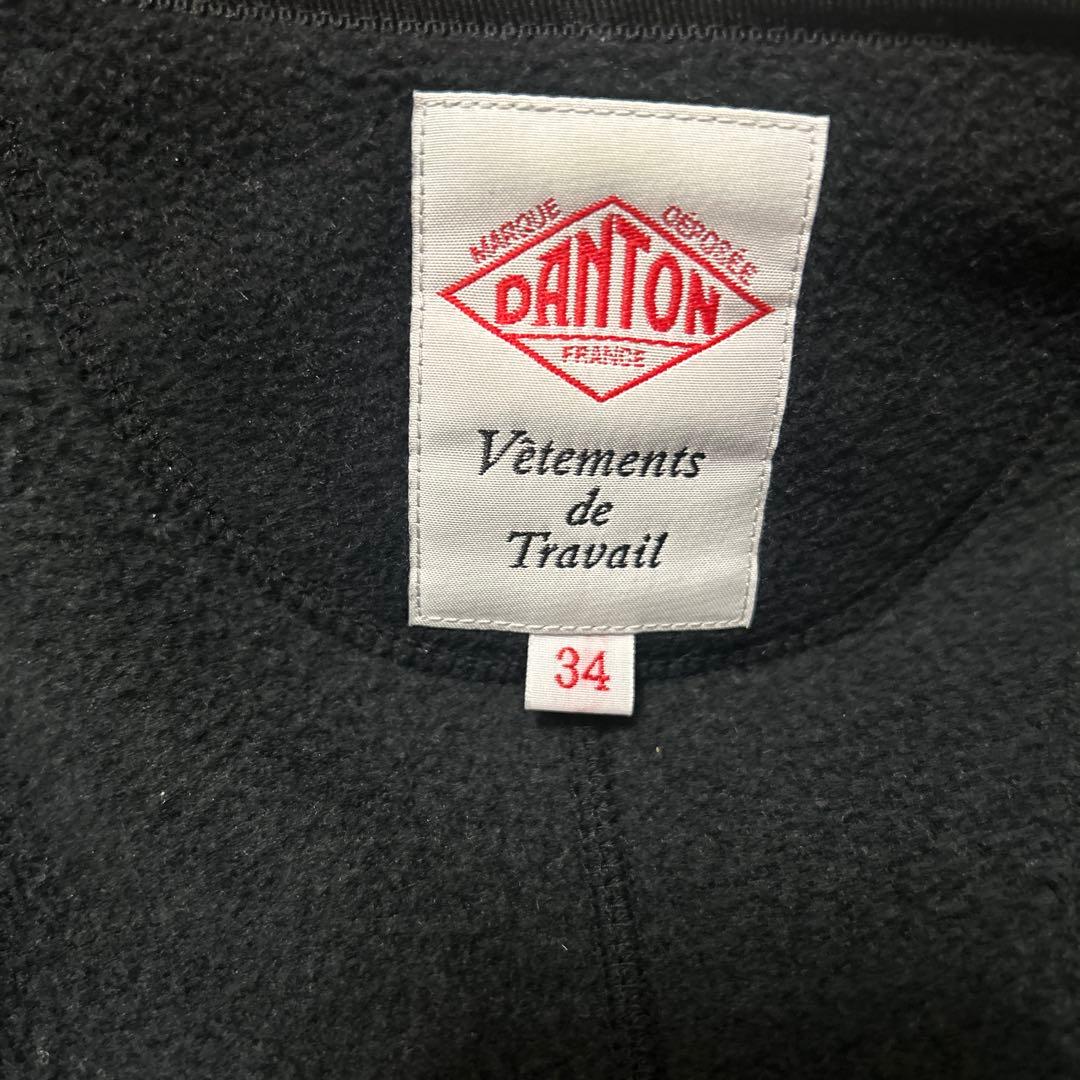 MARQUE DÉPOSÉE
DANTON
FRANCE
Vêtements
de
Travail
34